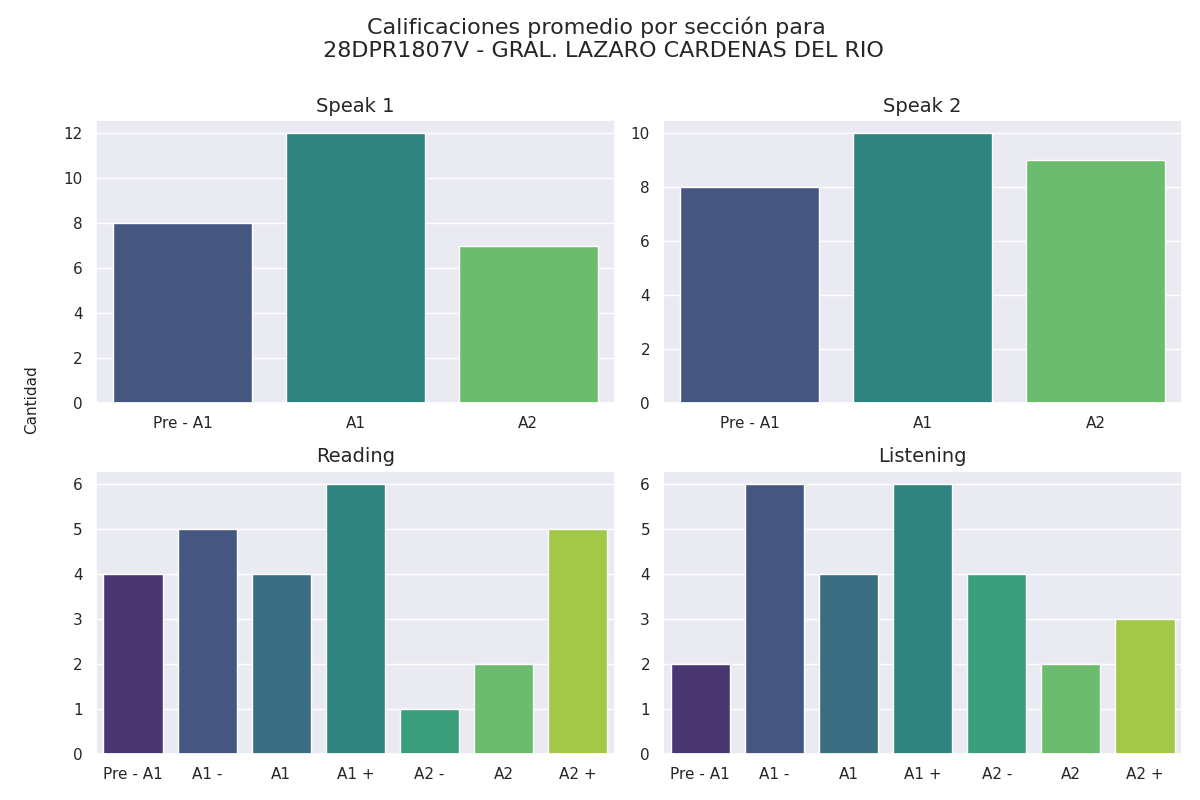 Calificaciones promedio por sección para
28DPR1807V - GRAL. LAZARO CARDENAS DEL RIO
Speak 1
12
10
8
6
4
2
0
Pre - A1 A1 A2
Speak 2
10
8
6
4
2
0
Pre - A1 A1 A2
Cantidad
Reading
6
5
4
3
2
1
0
Pre - A1 A1 - A1 A1 + A2 - A2 A2 +
Listening
6
5
4
3
2
1
0
Pre - A1 A1 - A1 A1 + A2 - A2 A2 +